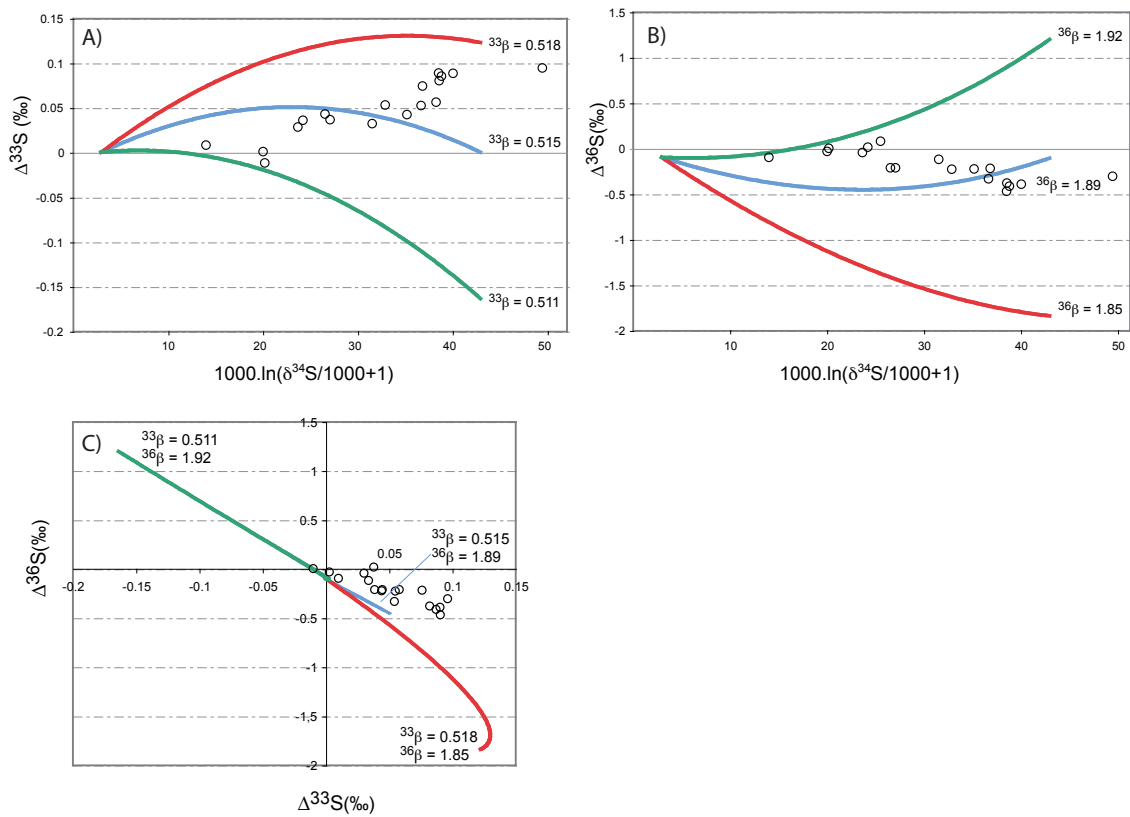 A)
0.15
0.1
0.05
0
-0.05
-0.1
-0.15
-0.2
Δ³³S (‰)
³³β = 0.518
³³β = 0.515
³³β = 0.511
10 20 30 40 50
1000.ln(δ³⁴S/1000+1)
B)
1.5
1
0.5
0
-0.5
-1
-1.5
-2
Δ³⁶S(‰)
³⁶β = 1.92
³⁶β = 1.89
³⁶β = 1.85
10 20 30 40 50
1000.ln(δ³⁴S/1000+1)
C)
1.5
1
0.5
0
-0.5
-1
-1.5
-2
Δ³⁶S(‰)
³³β = 0.511
³⁶β = 1.92
³³β = 0.515
³⁶β = 1.89
0.05
-0.2 -0.15 -0.1 -0.05 0.1 0.15
³³β = 0.518
³⁶β = 1.85
Δ³³S(‰)